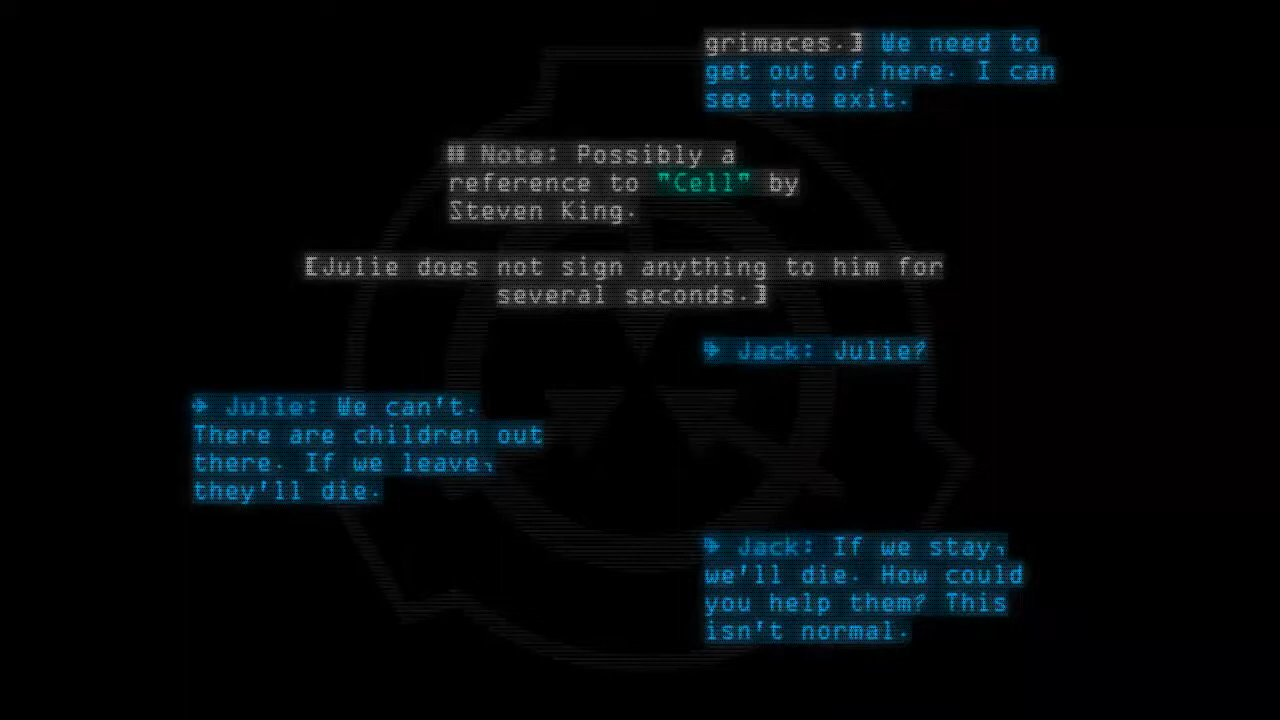 grimaces.] We need to
get out of here. I can
see the exit.
## Note: Possibly a
reference to "Cell" by
Steven King.
[Julie does not sign anything to him for
several seconds.]
> Jack: Julie?
> Julie: We can't.
There are children out
there. If we leave,
they'll die.
> Jack: If we stay,
we'll die. How could
you help them? This
isn't normal.